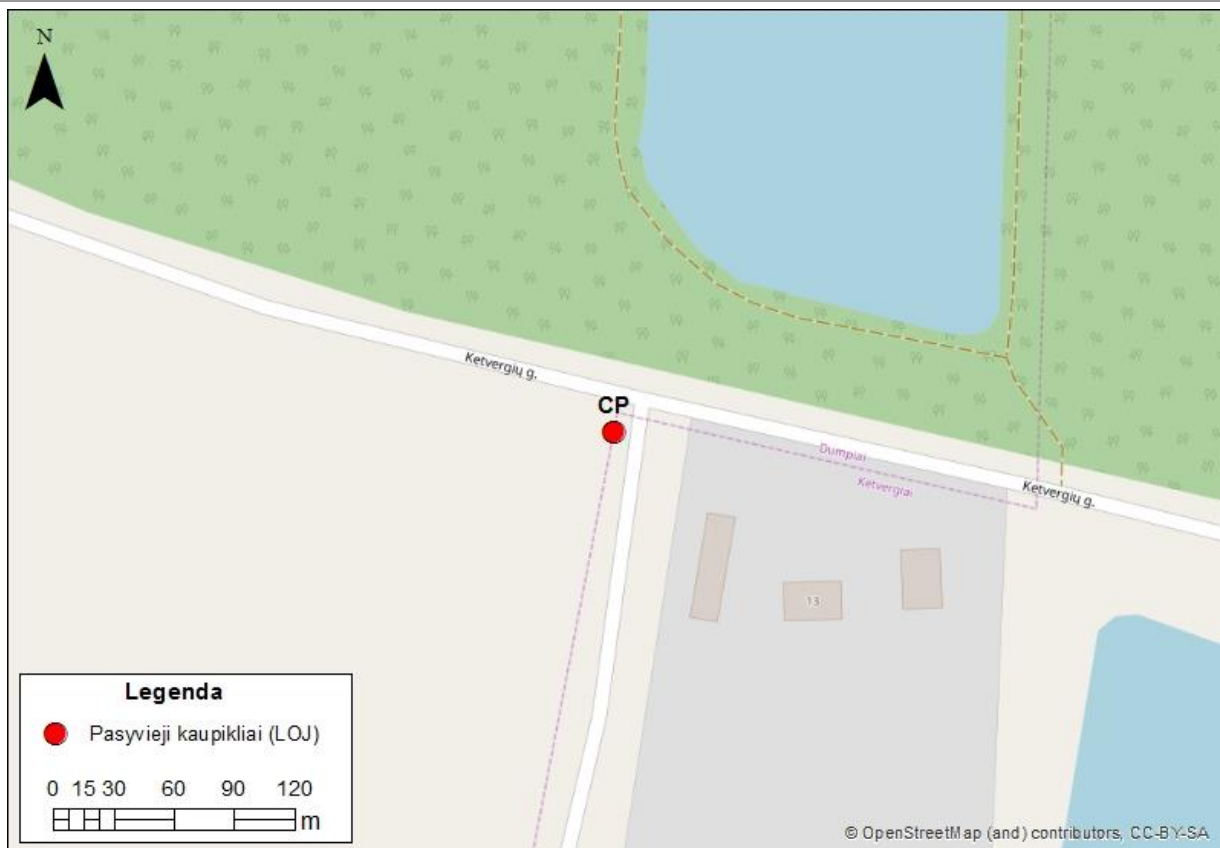 N
Ketvergių g.
CP
Dumpiai
Ketvergiai
Ketvergių g.
13
Legenda
Pasyvieji kaupikliai (LOJ)
0 15 30 60 90 120
m
© OpenStreetMap (and) contributors, CC-BY-SA